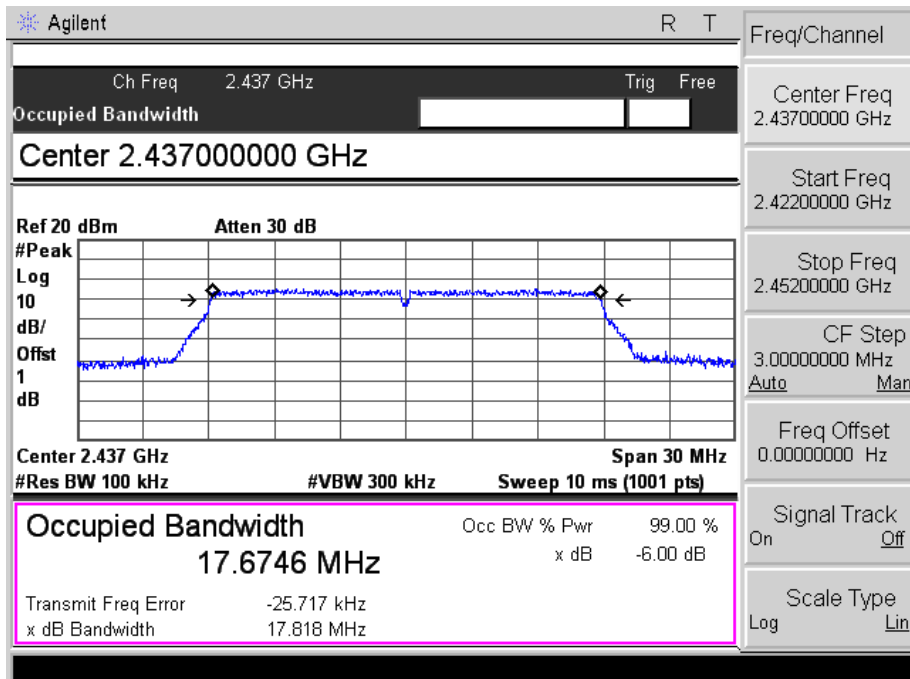 Agilent R T
Ch Freq 2.437 GHz Trig Free
Occupied Bandwidth
Center 2.437000000 GHz
Ref 20 dBm Atten 30 dB
#Peak
Log
10
dB/
Offst
1
dB
Center 2.437 GHz Span 30 MHz
#Res BW 100 kHz #VBW 300 kHz Sweep 10 ms (1001 pts)
Occupied Bandwidth
17.6746 MHz
Occ BW % Pwr 99.00 %
x dB -6.00 dB
Transmit Freq Error -25.717 kHz
x dB Bandwidth 17.818 MHz
Freq/Channel
Center Freq
2.43700000 GHz
Start Freq
2.42200000 GHz
Stop Freq
2.45200000 GHz
CF Step
3.00000000 MHz
Auto Man
Freq Offset
0.00000000 Hz
Signal Track
On Off
Scale Type
Log Lin